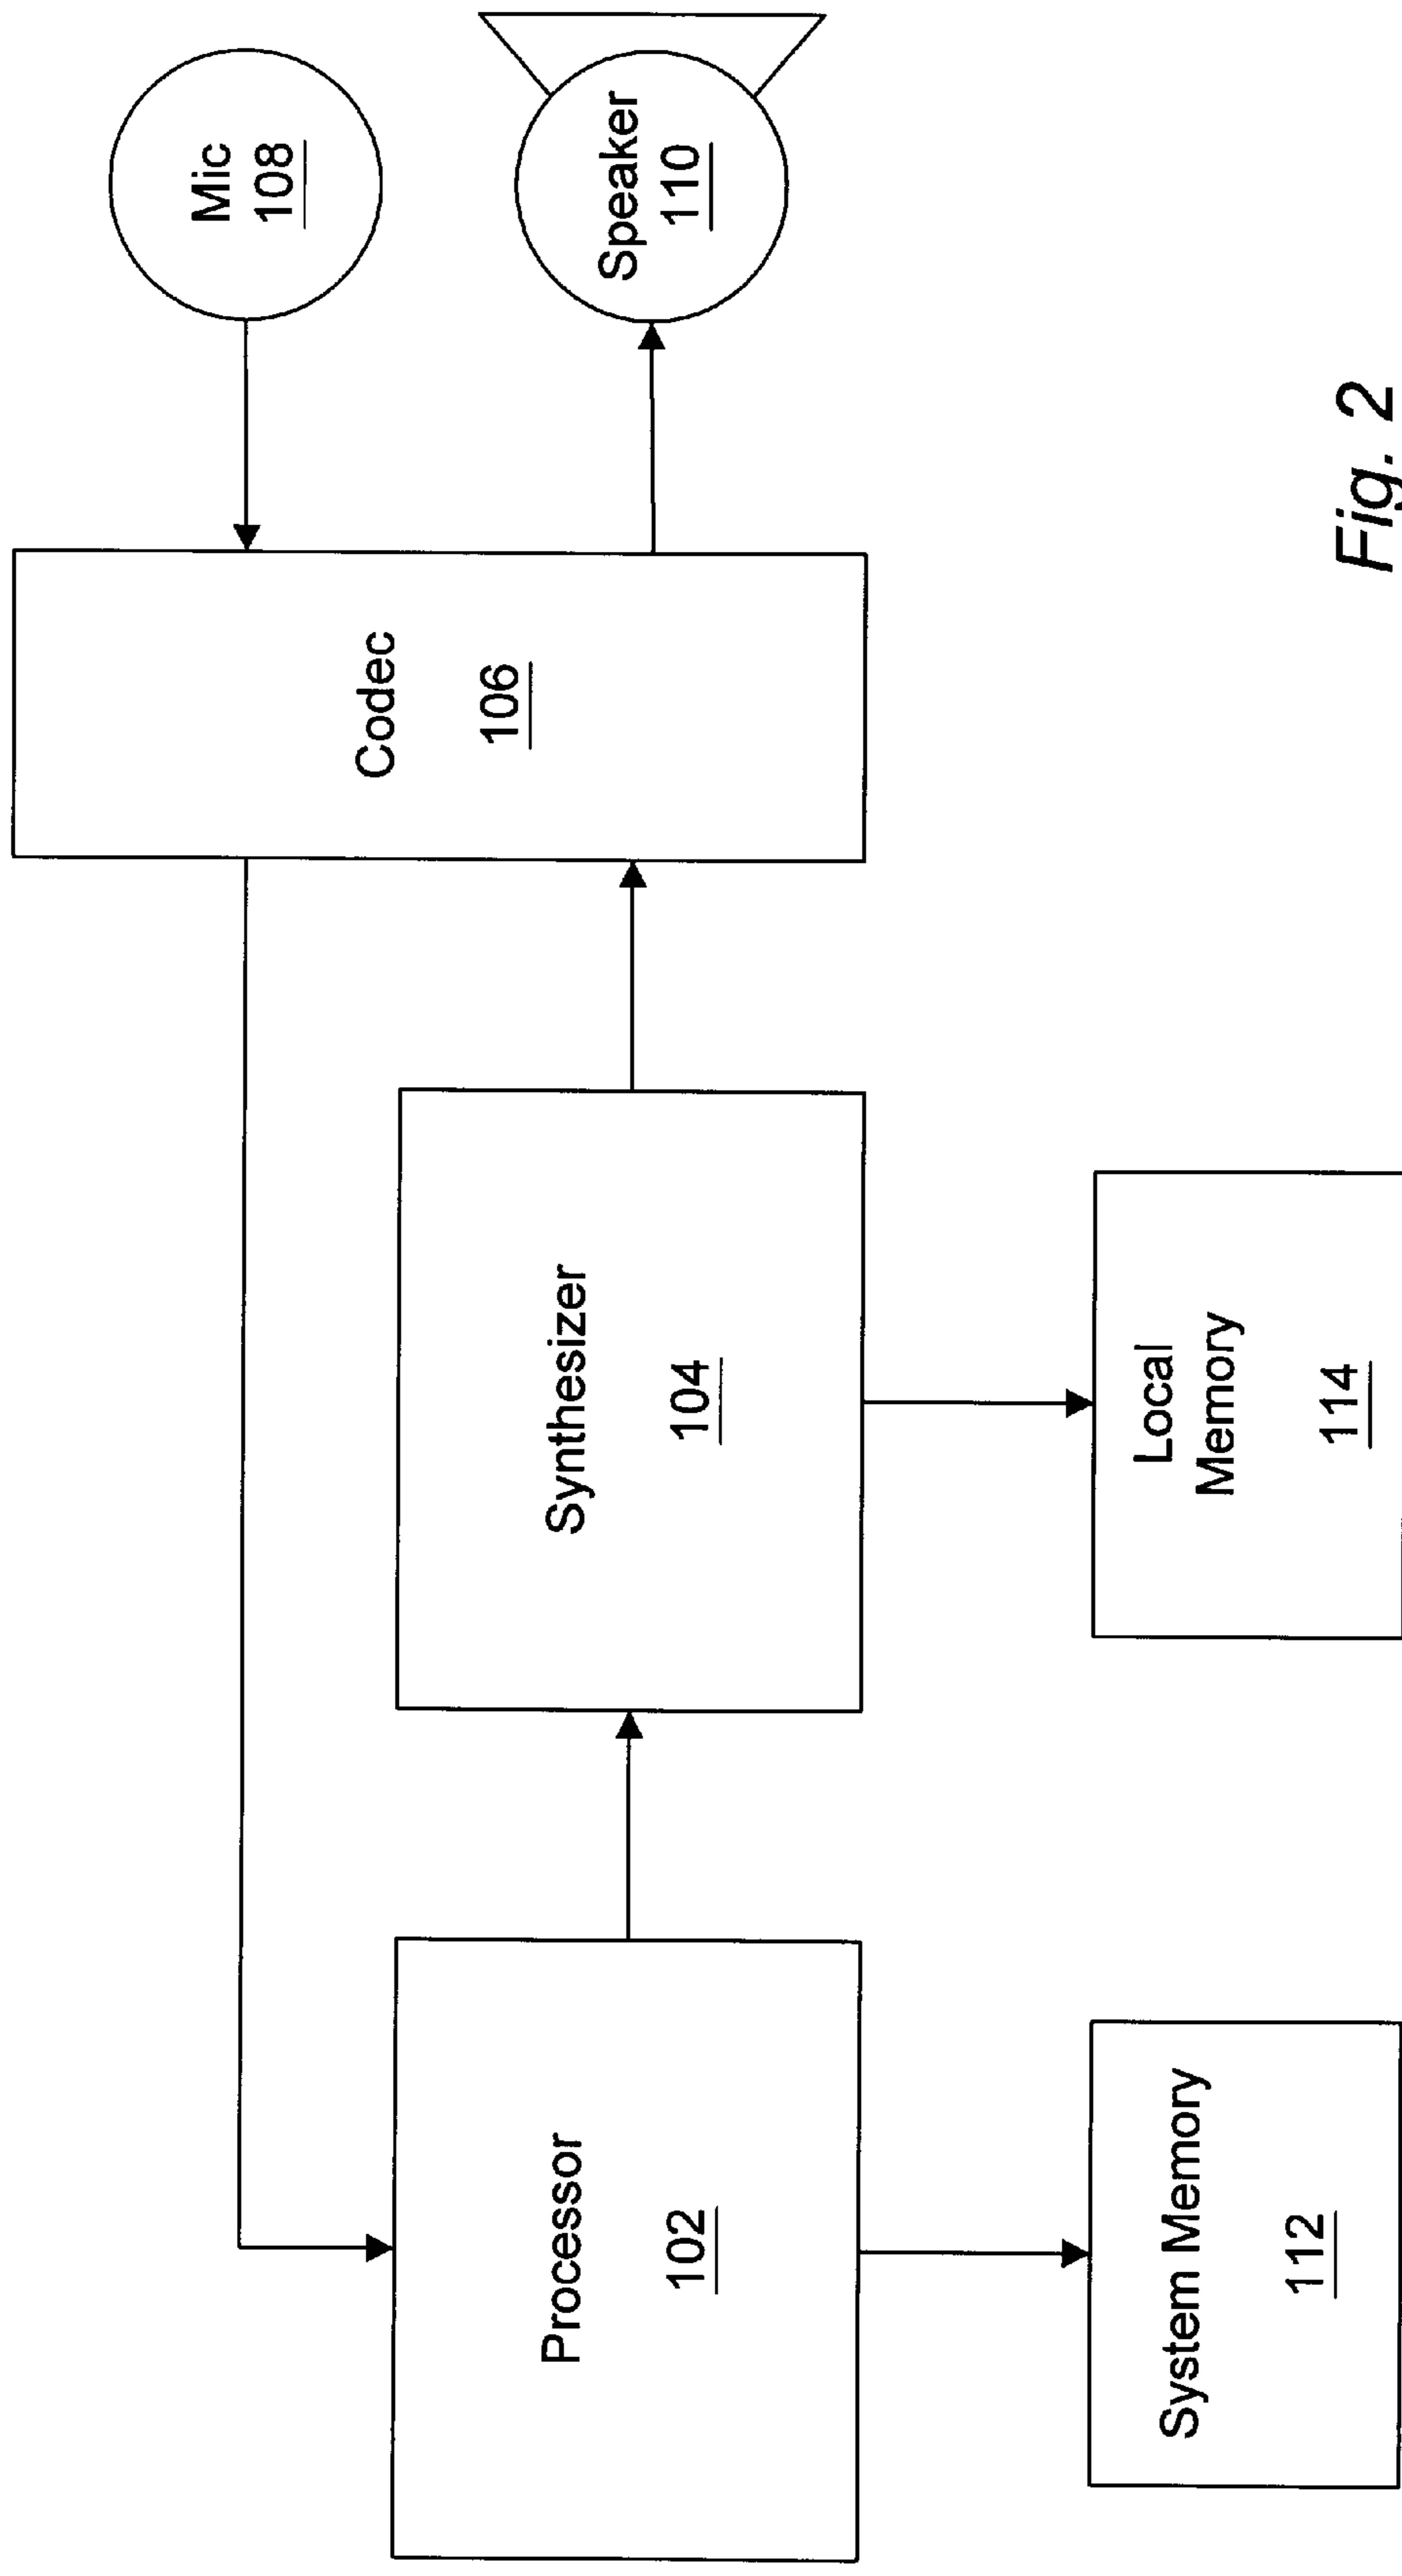 Mic
108
Speaker
110
Codec
106
Synthesizer
104
Processor
102
Local
Memory
114
System Memory
112
Fig. 2